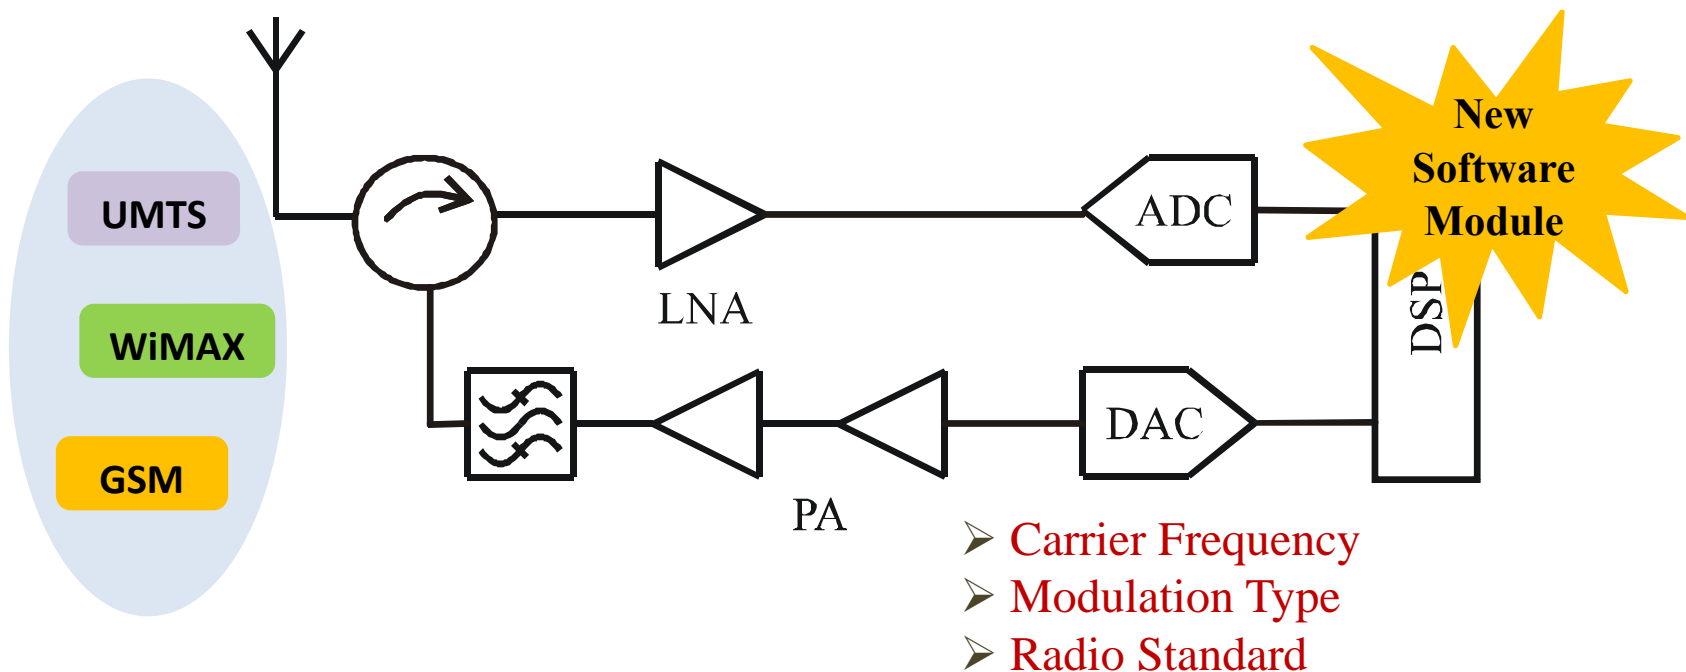 New
Software
Module
UMTS
ADC
LNA
DSP
WiMAX
DAC
GSM
PA
Carrier Frequency
Modulation Type
Radio Standard